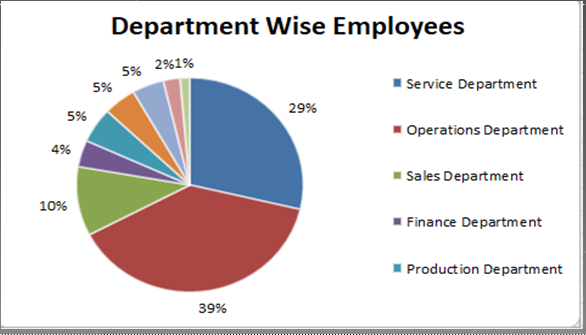 Department Wise Employees
2%
1%
5%
5%
5%
4%
10%
39%
29%
Service Department
Operations Department
Sales Department
Finance Department
Production Department